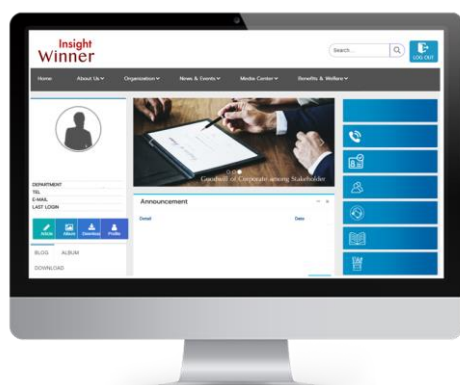 Insight
Winner
Search...
LOG OUT
Home About Us Organization News & Events Media Center Benefits & Welfare
DEPARTMENT
TEL
E-MAIL
LAST LOGIN
Article Album Download Profile
BLOG ALBUM
DOWNLOAD
Goodwill of Corporate among Stakeholder
Announcement
Detail Date